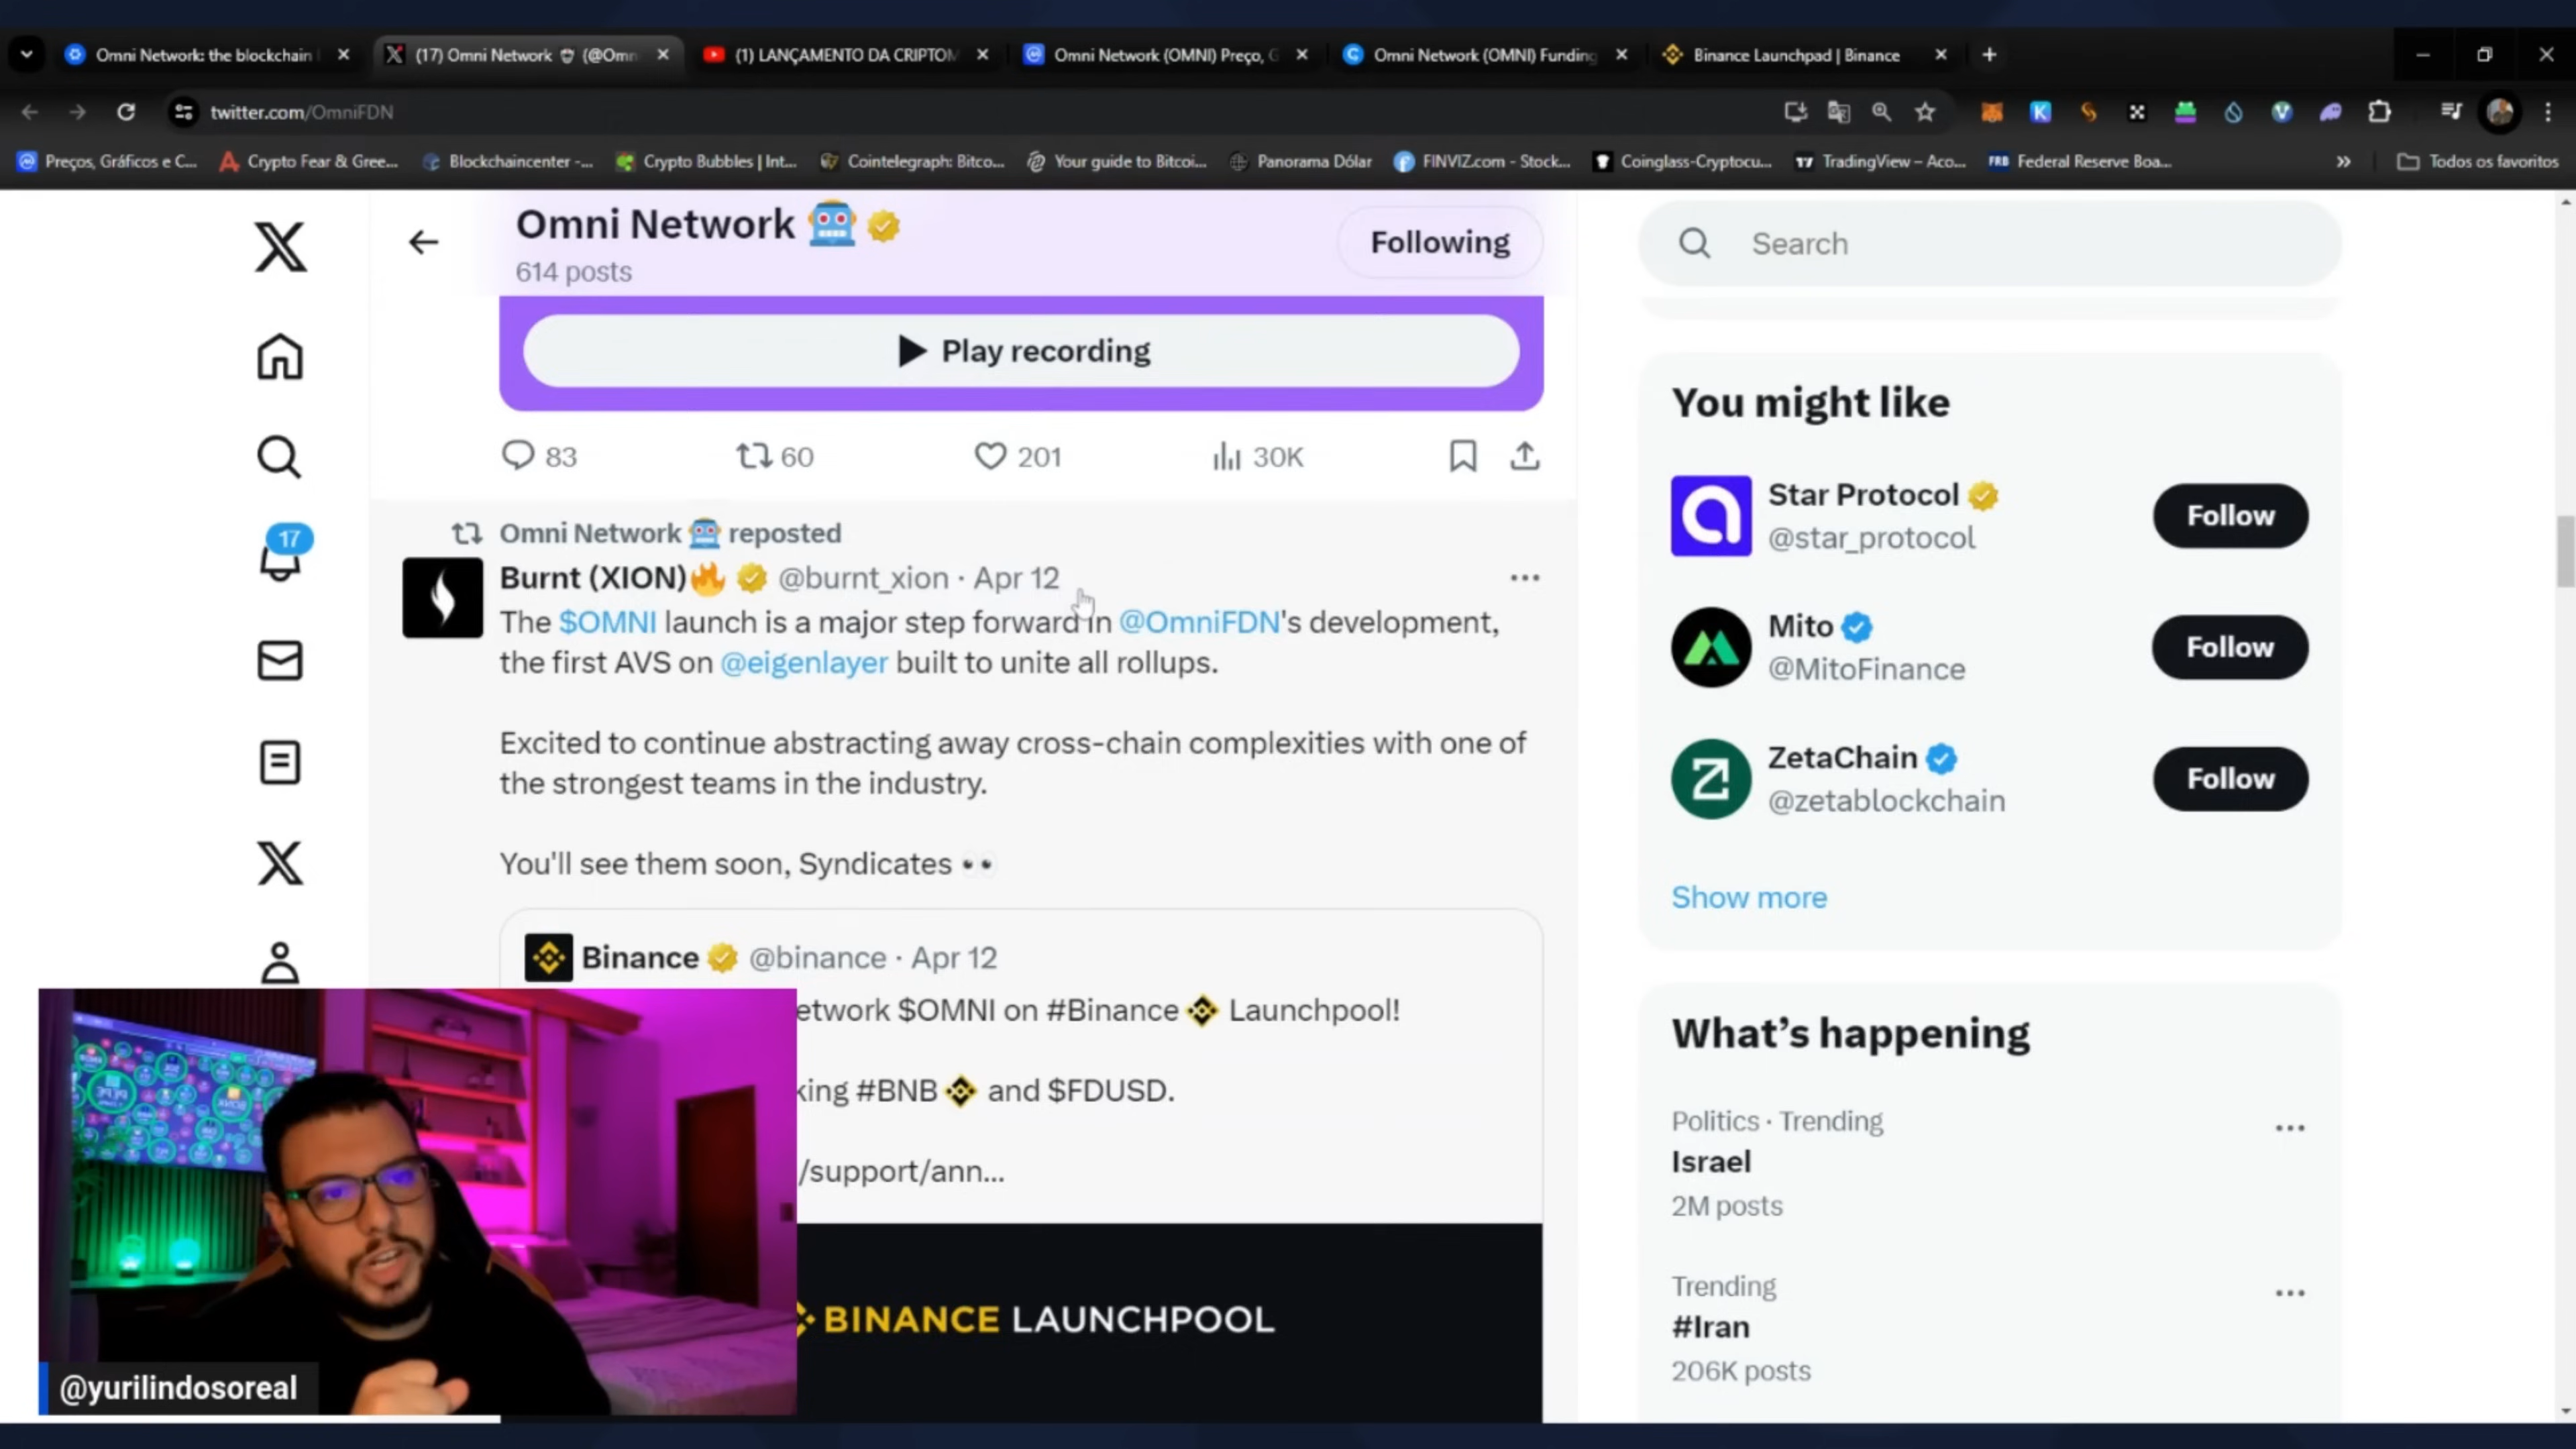 Omni Network: the blockchain
(17) Omni Network (@Omn
(1) LANÇAMENTO DA CRIPTOM
Omni Network (OMNI) Preço, G
Omni Network (OMNI) Funding
Binance Launchpad | Binance
twitter.com/OmniFDN
Preços, Gráficos e C...
Crypto Fear & Gree...
Blockchaincenter -...
Crypto Bubbles | Int...
Cointelegraph: Bitco...
Your guide to Bitcoi...
Panorama Dólar
FINVIZ.com - Stock...
Coinglass-Cryptocu...
TradingView – Aco...
FRB Federal Reserve Boa...
Todos os favoritos
Omni Network
614 posts
Following
Play recording
83
60
201
30K
Omni Network reposted
Burnt (XION) @burnt_xion · Apr 12
The $OMNI launch is a major step forward in @OmniFDN's development,
the first AVS on @eigenlayer built to unite all rollups.
Excited to continue abstracting away cross-chain complexities with one of
the strongest teams in the industry.
You'll see them soon, Syndicates
Binance @binance · Apr 12
etwork $OMNI on #Binance Launchpool!
king #BNB and $FDUSD.
/support/ann...
BINANCE LAUNCHPOOL
17
Search
You might like
Star Protocol
@star_protocol
Follow
Mito
@MitoFinance
Follow
ZetaChain
@zetablockchain
Follow
Show more
What's happening
Politics · Trending
Israel
2M posts
Trending
#Iran
206K posts
@yurilindosoreal